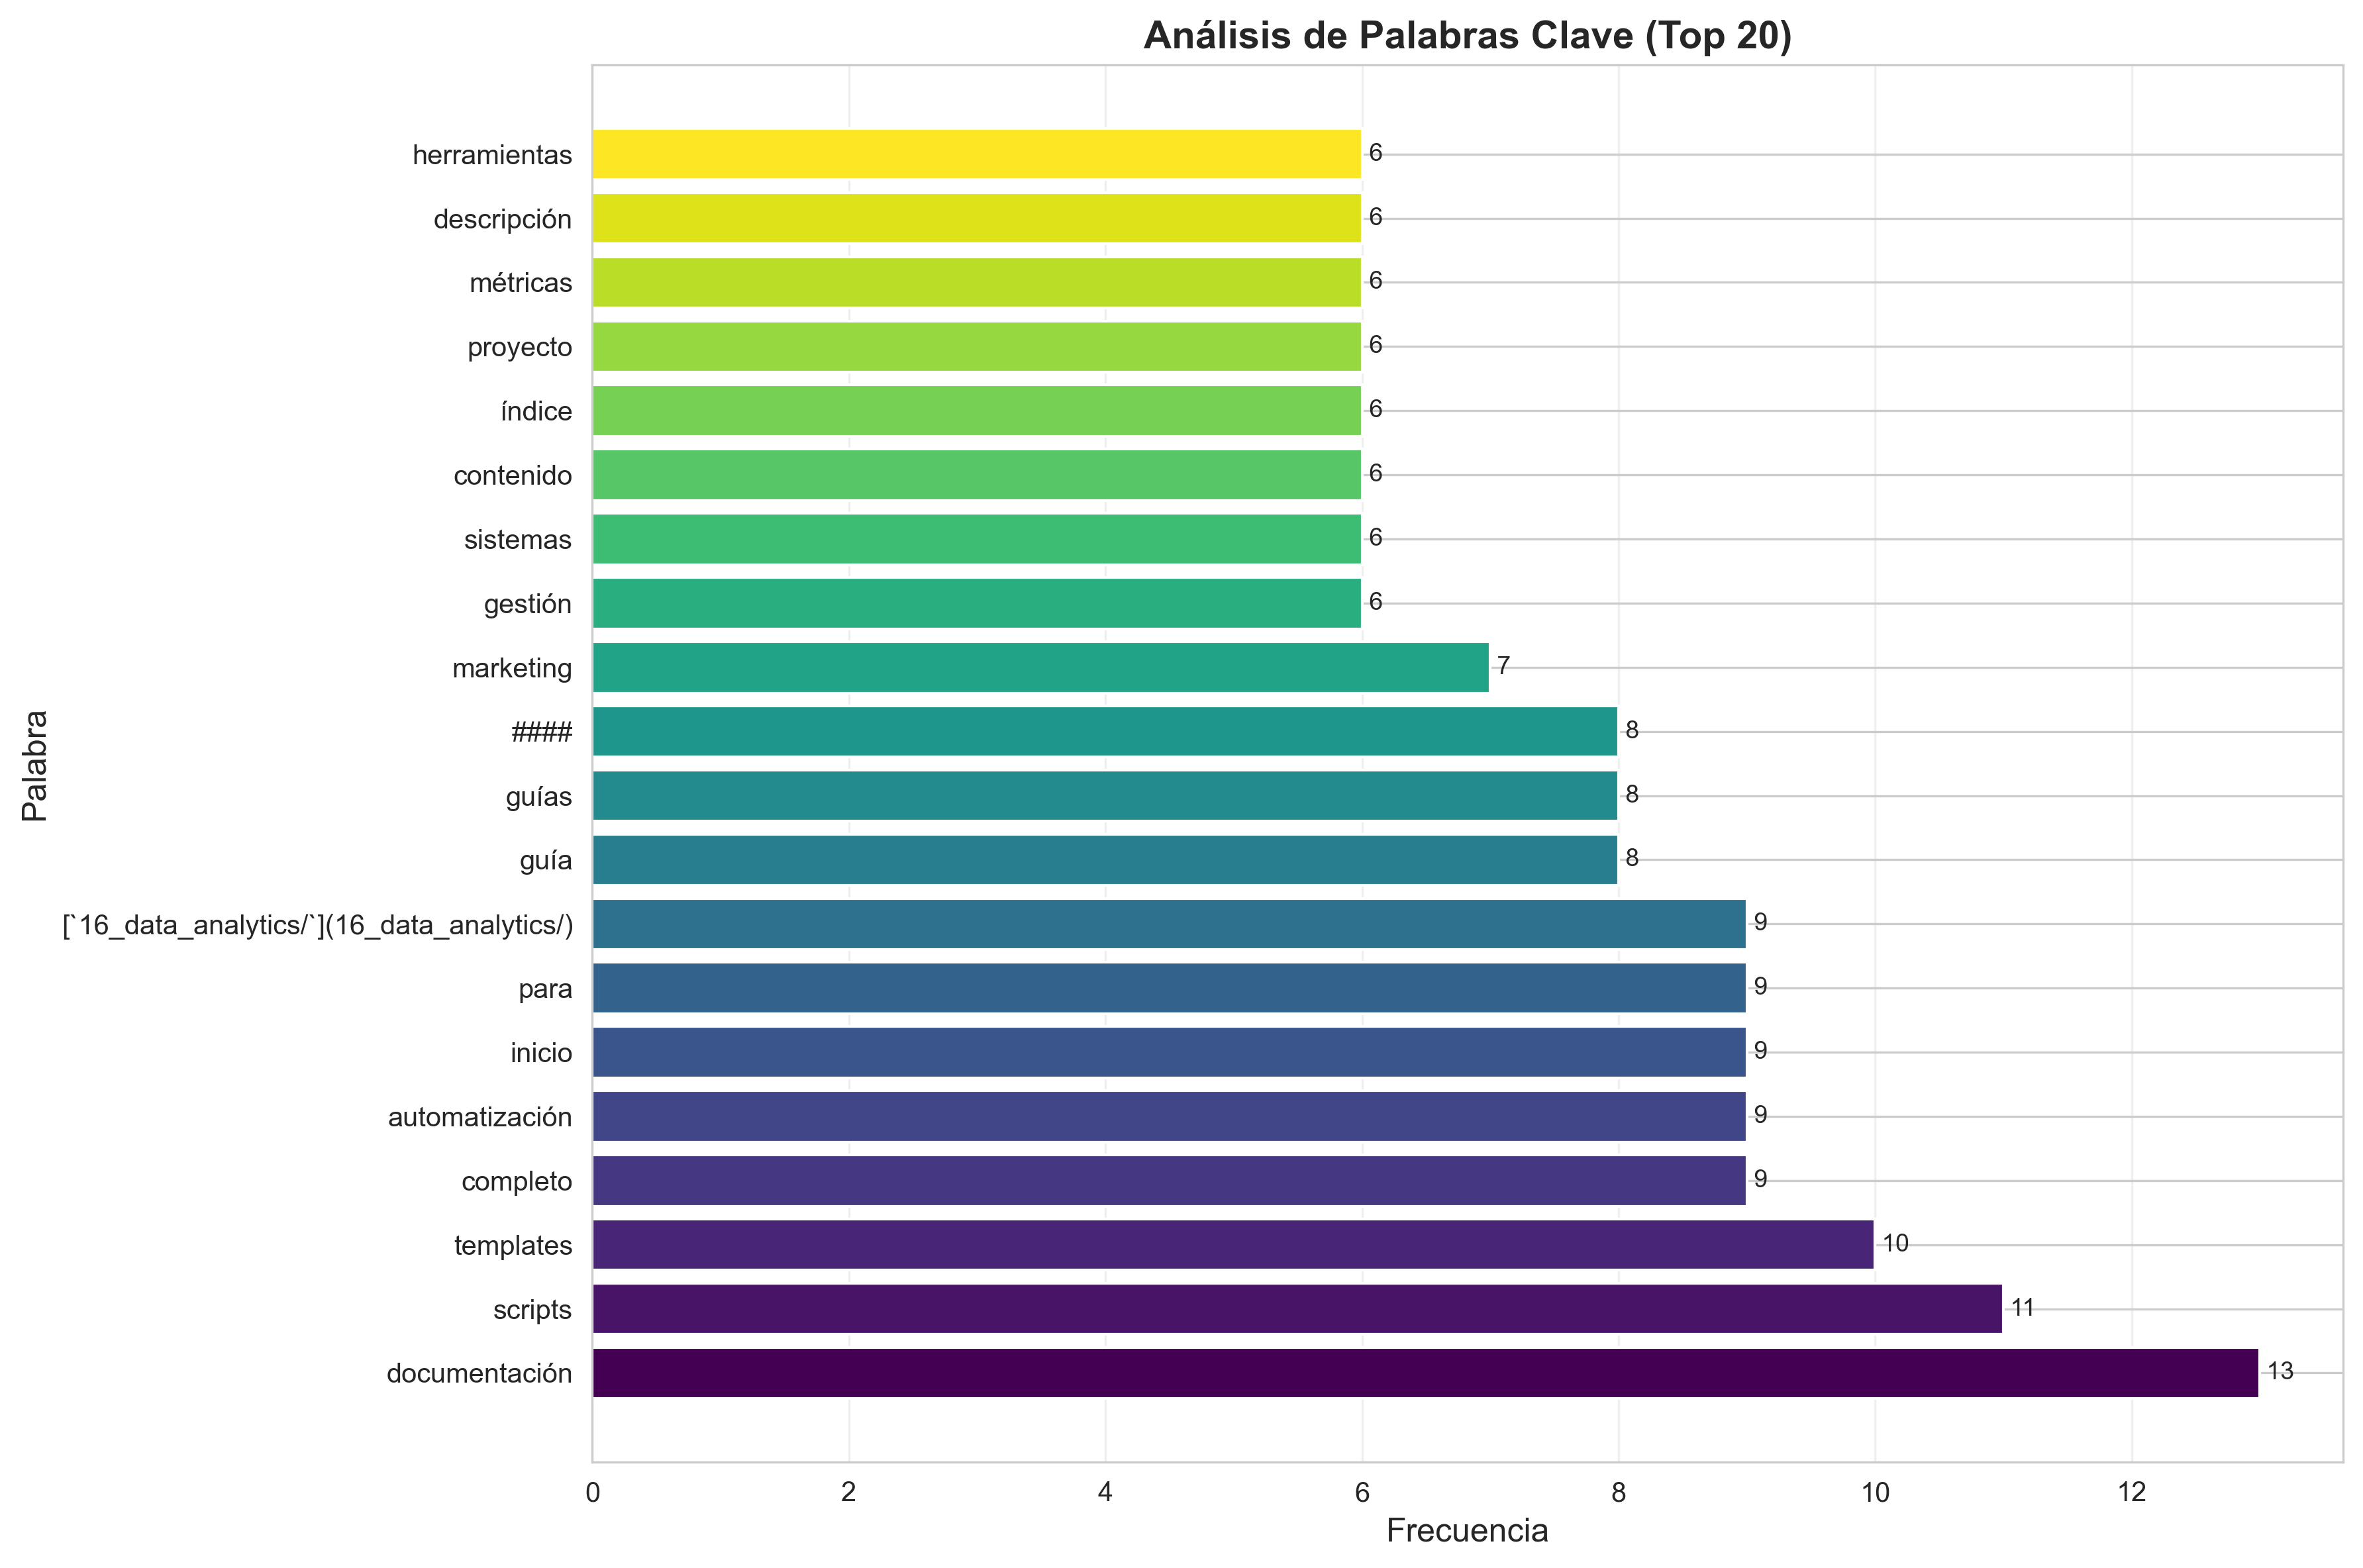 Análisis de Palabras Clave (Top 20)
Palabra
herramientas 6
descripción 6
métricas 6
proyecto 6
índice 6
contenido 6
sistemas 6
gestión 6
marketing 7
#### 8
guías 8
guía 8
[`16_data_analytics/`](16_data_analytics/) 9
para 9
inicio 9
automatización 9
completo 9
templates 10
scripts 11
documentación 13
0 2 4 6 8 10 12
Frecuencia